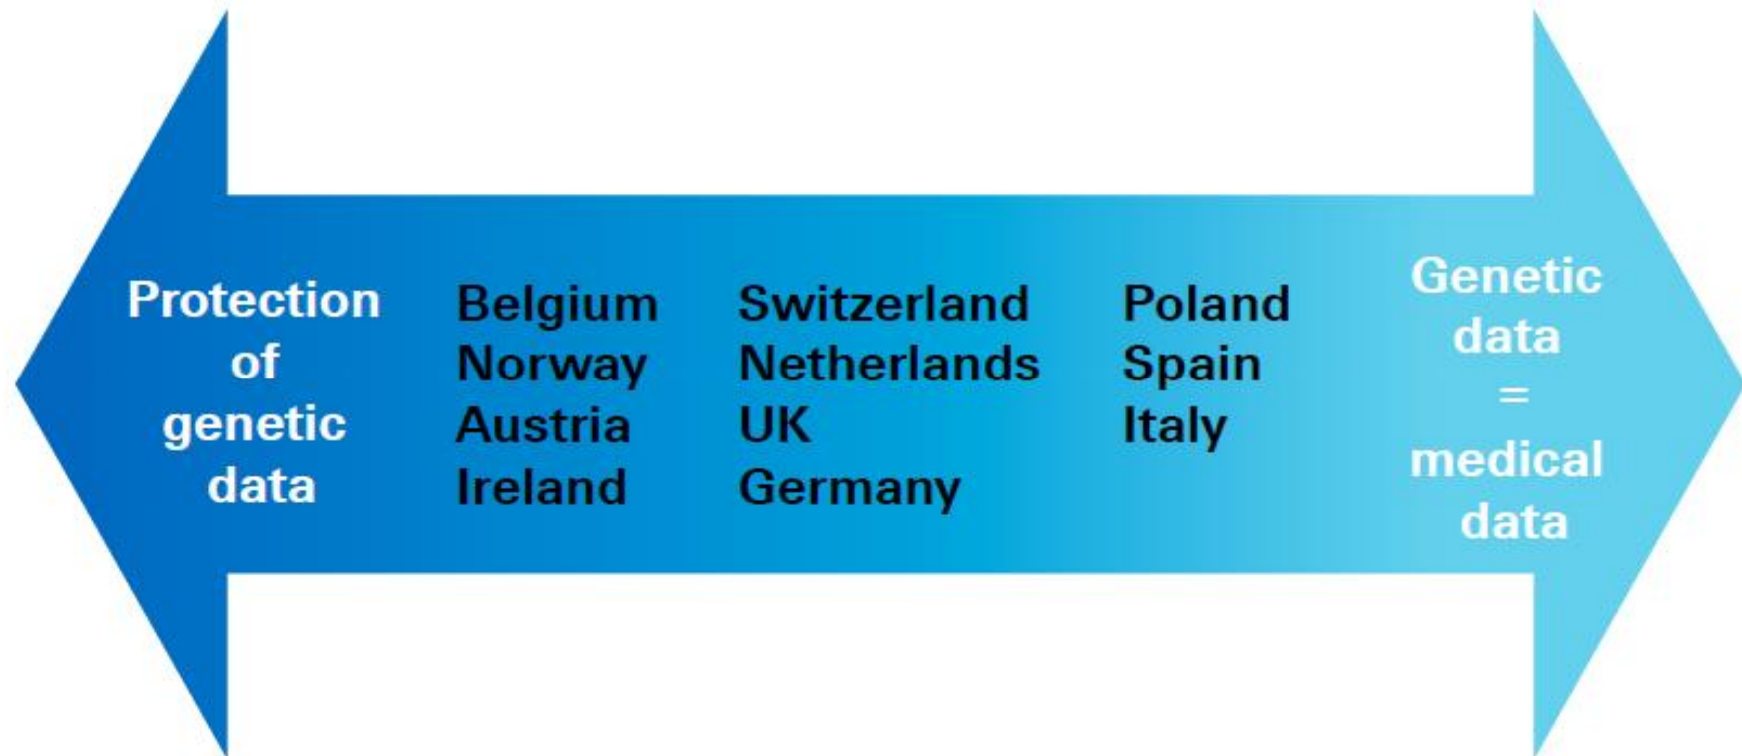 Protection
of
genetic
data
Belgium
Norway
Austria
Ireland
Switzerland
Netherlands
UK
Germany
Poland
Spain
Italy
Genetic
data
=
medical
data